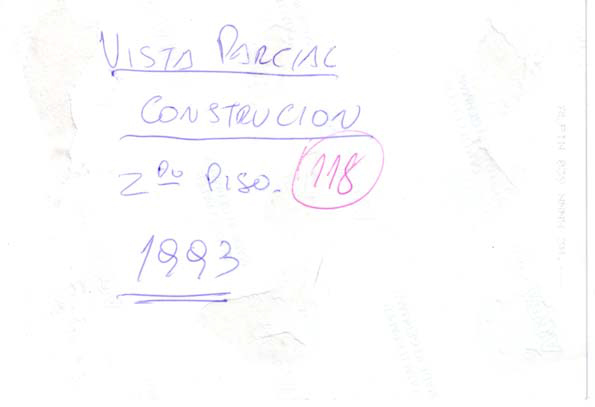 VISTA PARCIAL
CONSTRUCION
2DO PISO. 118
1993